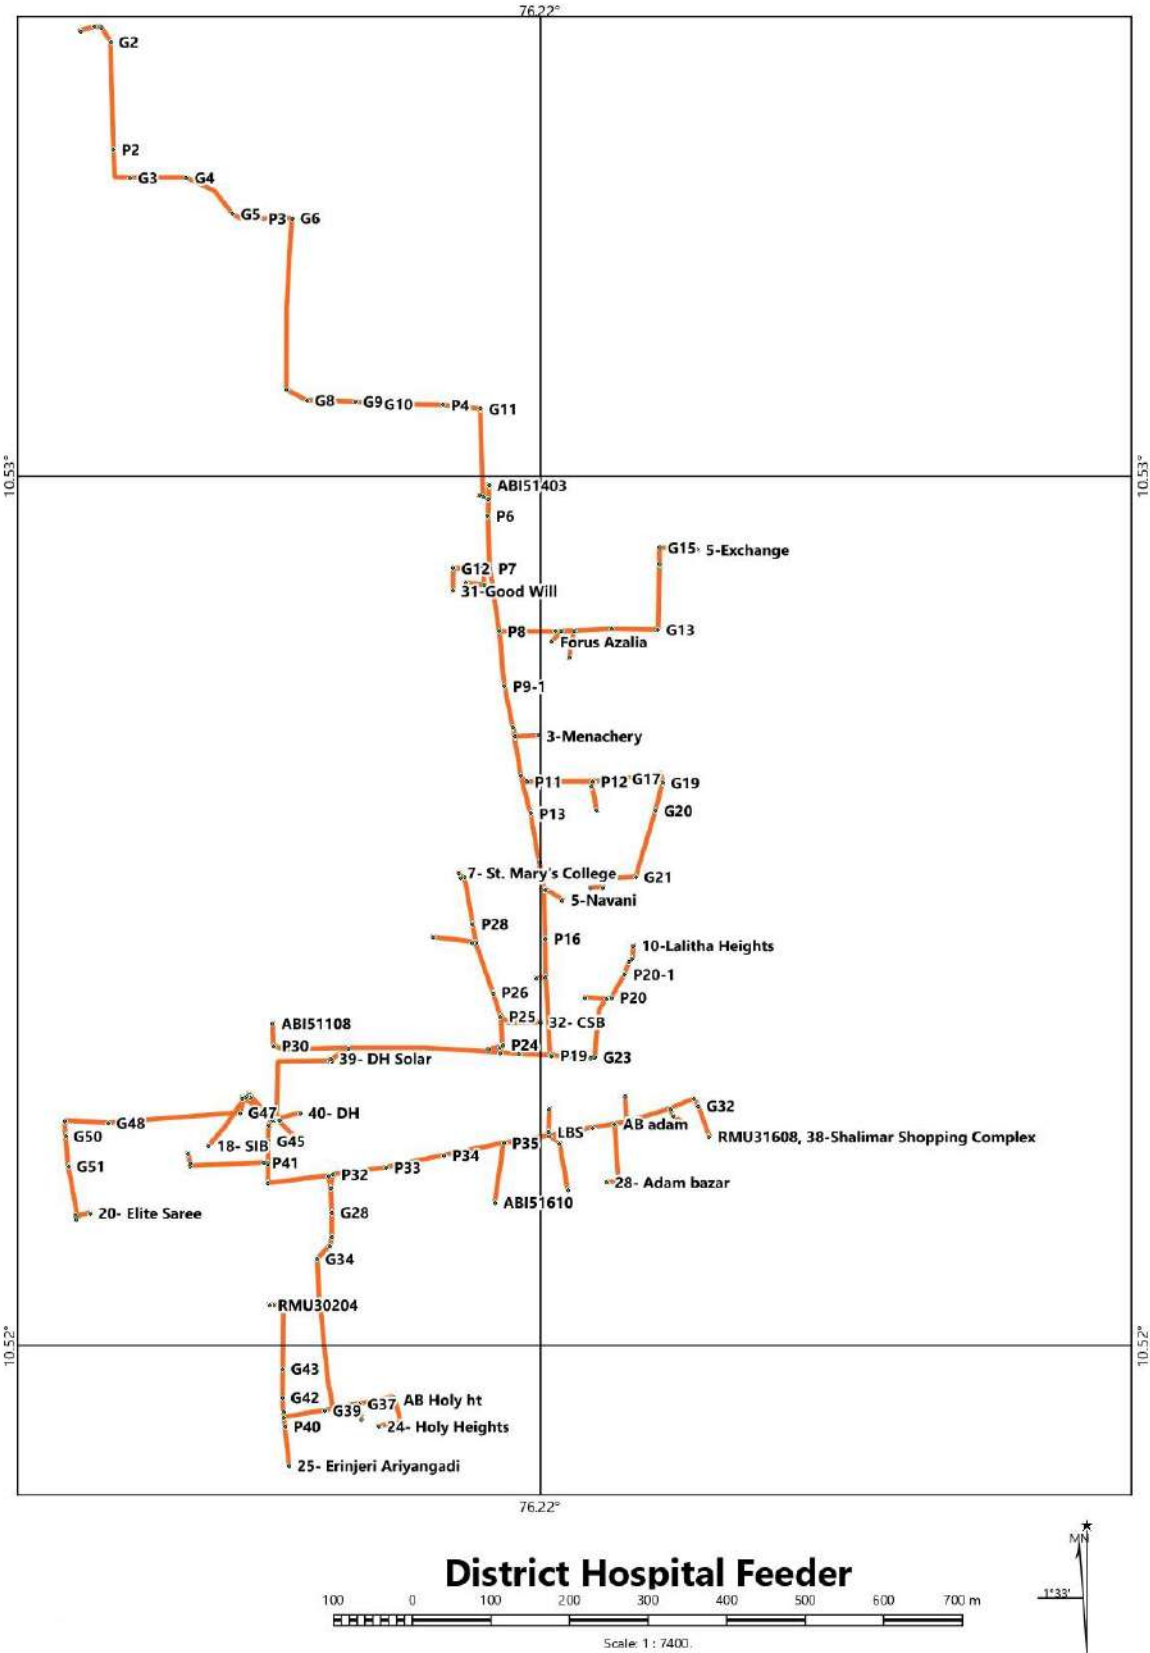 76.22°
G2
P2
G3
G4
G5
P3
G6
G8
G9
G10
P4
G11
10.53°
10.53°
ABI51403
P6
G15
5-Exchange
G12
P7
31-Good Will
P8
G13
Forus Azalia
P9-1
3-Menachery
P11
P12
G17
G19
P13
G20
7- St. Mary's College
G21
5-Navani
P28
P16
10-Lalitha Heights
P20-1
P26
P20
P25
32- CSB
ABI51108
P30
P24
P19
G23
39- DH Solar
G32
G47
40- DH
G48
AB adam
LBS
G50
G45
RMU31608, 38-Shalimar Shopping Complex
18- SIB
P35
P34
G51
P41
P33
P32
28- Adam bazar
ABI51610
20- Elite Saree
G28
G34
RMU30204
10.52°
10.52°
G43
G42
G37
AB Holy ht
G39
P40
24- Holy Heights
25- Erinjeri Ariyangadi
76.22°
MN
District Hospital Feeder
1°33'
100 0 100 200 300 400 500 600 700 m
Scale: 1 : 7400.